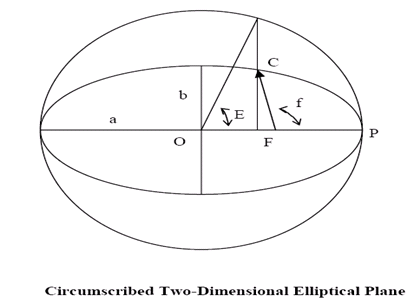 C
b
f
a
E
O
F
P
Circumscribed Two-Dimensional Elliptical Plane